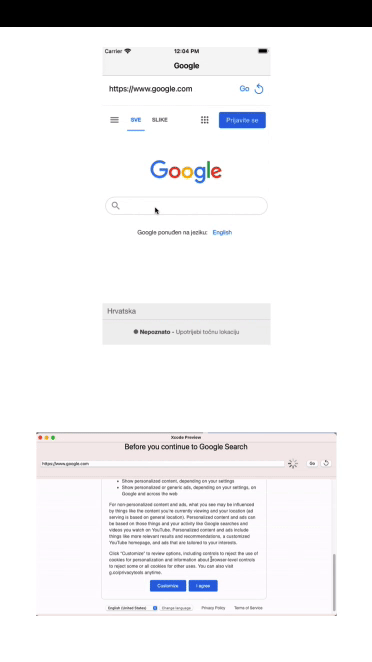 Carrier 12:04 PM
Google
https://www.google.com Go
SVE SLIKE Prijavite se
Google
Google ponuđen na jeziku: English
Hrvatska
Nepoznato - Upotrijebi točnu lokaciju
Xcode Preview
Before you continue to Google Search
https://www.google.com Go
• Show personalized content, depending on your settings
• Show personalized or generic ads, depending on your settings, on
Google and across the web
For non-personalized content and ads, what you see may be influenced
by things like the content you're currently viewing and your location (ad
serving is based on general location). Personalized content and ads can
be based on those things and your activity like Google searches and
videos you watch on YouTube. Personalized content and ads include
things like more relevant results and recommendations, a customized
YouTube homepage, and ads that are tailored to your interests.
Click "Customize" to review options, including controls to reject the use of
cookies for personalization and information about browser-level controls
to reject some or all cookies for other uses. You can also visit
g.co/privacytools anytime.
Customize I agree
English (United States) Change language Privacy Policy Terms of Service